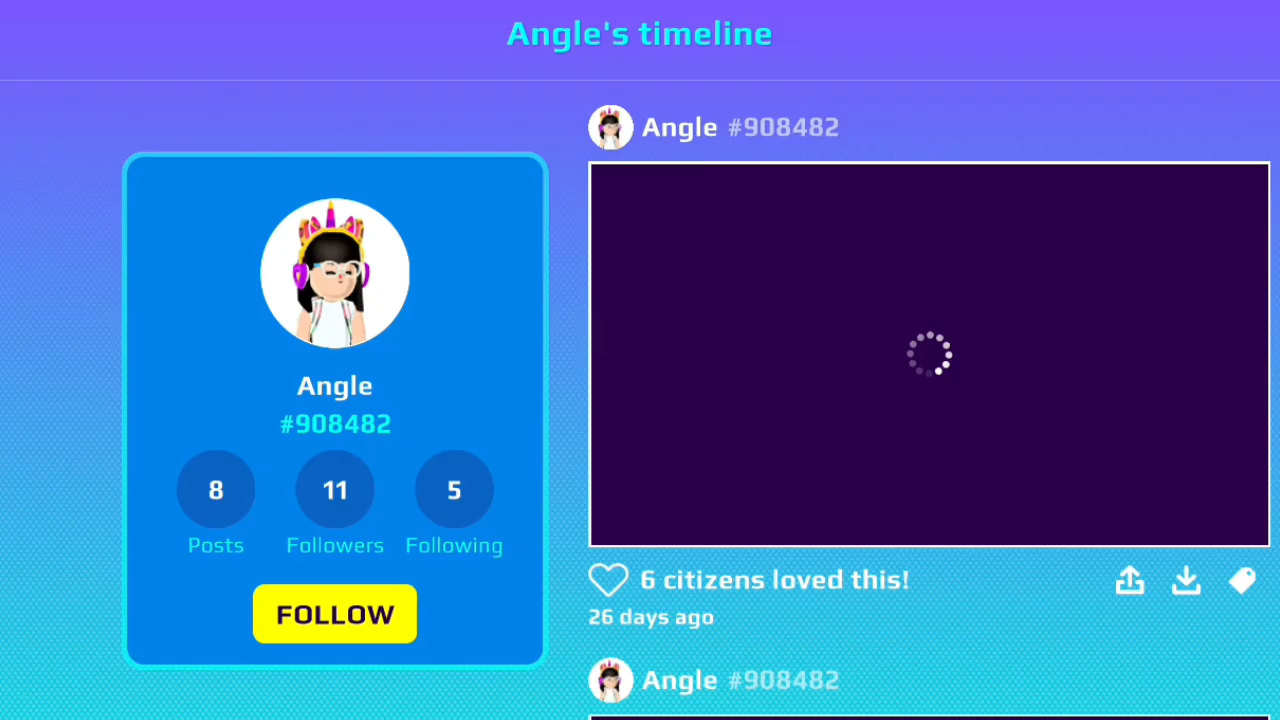 Angle's timeline
Angle
#908482
8
11
5
Posts
Followers
Following
FOLLOW
Angle #908482
6 citizens loved this!
26 days ago
Angle #908482